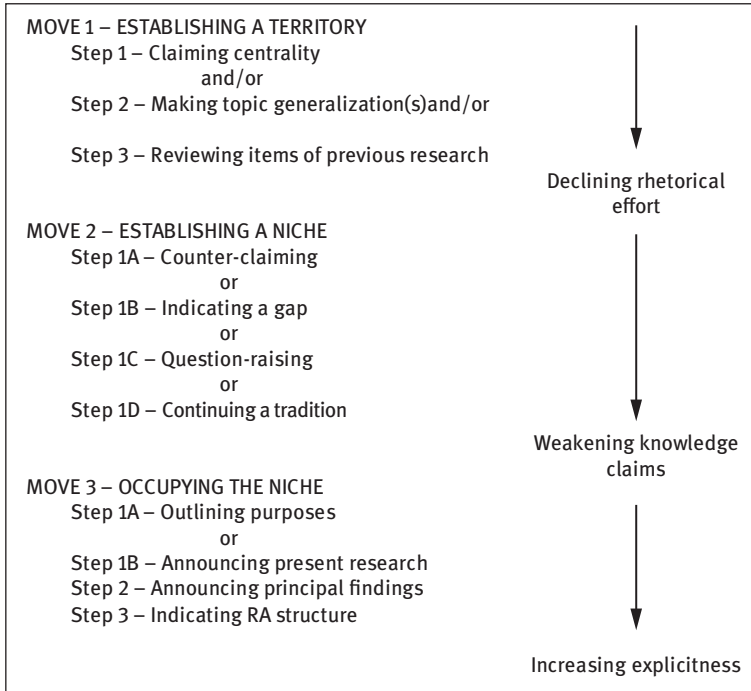 MOVE 1 – ESTABLISHING A TERRITORY
Step 1 – Claiming centrality
and/or
Step 2 – Making topic generalization(s)and/or
Step 3 – Reviewing items of previous research
Declining rhetorical
effort
MOVE 2 – ESTABLISHING A NICHE
Step 1A – Counter-claiming
or
Step 1B – Indicating a gap
or
Step 1C – Question-raising
or
Step 1D – Continuing a tradition
Weakening knowledge
claims
MOVE 3 – OCCUPYING THE NICHE
Step 1A – Outlining purposes
or
Step 1B – Announcing present research
Step 2 – Announcing principal findings
Step 3 – Indicating RA structure
Increasing explicitness